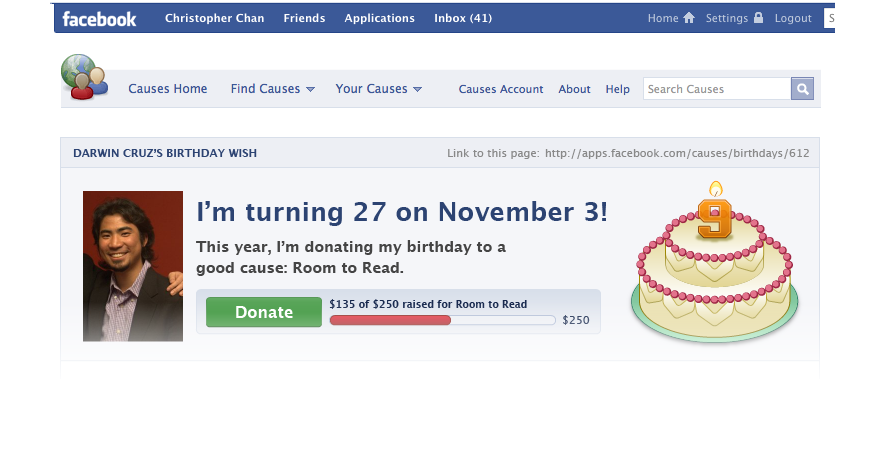 facebook Christopher Chan Friends Applications Inbox (41) Home Settings Logout S
Causes Home Find Causes Your Causes Causes Account About Help Search Causes
DARWIN CRUZ'S BIRTHDAY WISH Link to this page: http://apps.facebook.com/causes/birthdays/612
I'm turning 27 on November 3!
This year, I'm donating my birthday to a
good cause: Room to Read.
Donate $135 of $250 raised for Room to Read
$250
9